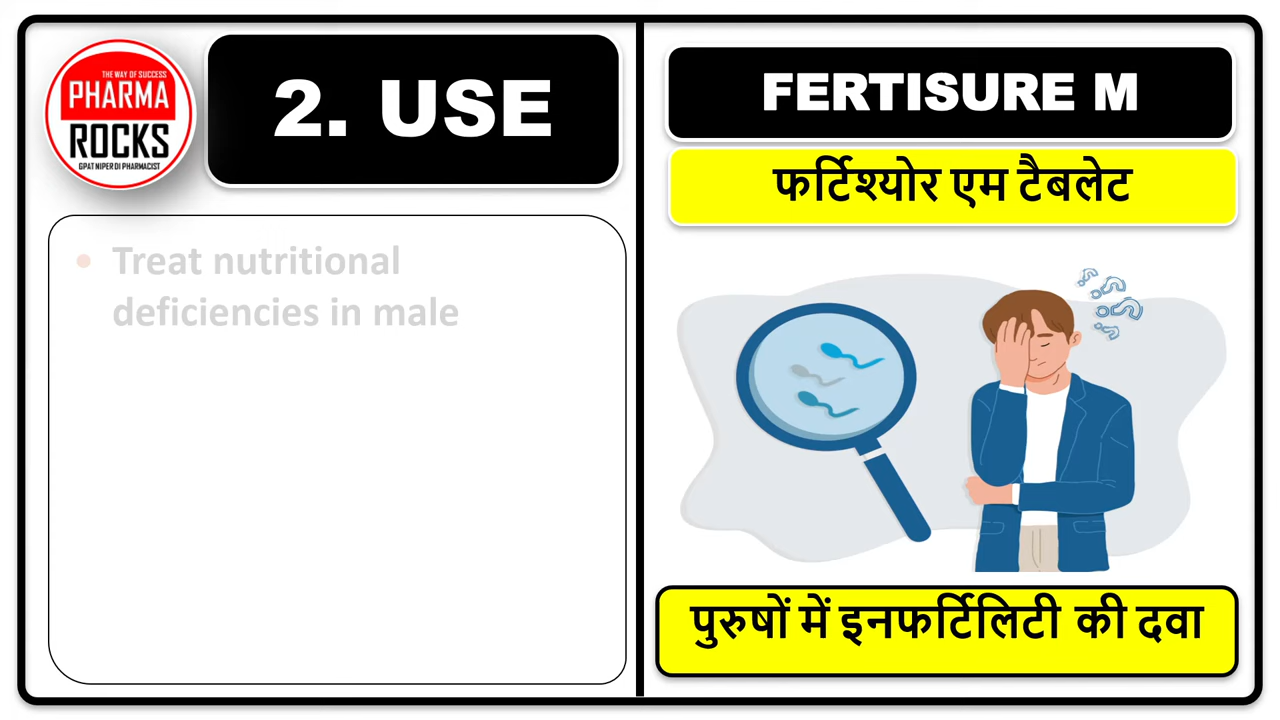 THE WAY OF SUCCESS
PHARMA
ROCKS
GPAT NIPER DI PHARMACIST
2. USE
• Treat nutritional
deficiencies in male
FERTISURE M
फर्टिश्योर एम टैबलेट
पुरुषों में इनफर्टिलिटी की दवा